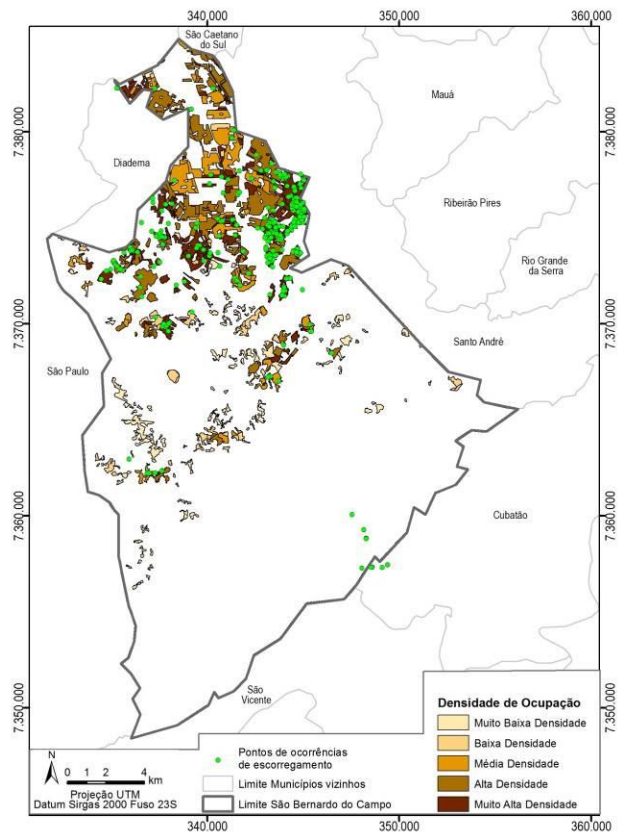 340.000 350.000 360.000
São Caetano
do Sul
Mauá
7.380.000
7.380.000
Diadema
Ribeirão Pires
Rio Grande
da Serra
7.370.000
7.370.000
Santo André
São Paulo
7.360.000
7.360.000
Cubatão
7.350.000
7.350.000
São
Vicente
Densidade de Ocupação
Muito Baixa Densidade
Baixa Densidade
Média Densidade
Alta Densidade
Muito Alta Densidade
Pontos de ocorrências
de escorregamento
Limite Municípios vizinhos
Limite São Bernardo do Campo
N
0 1 2 4
km
Projeção UTM
Datum Sirgas 2000 Fuso 23S
340.000 350.000 360.000